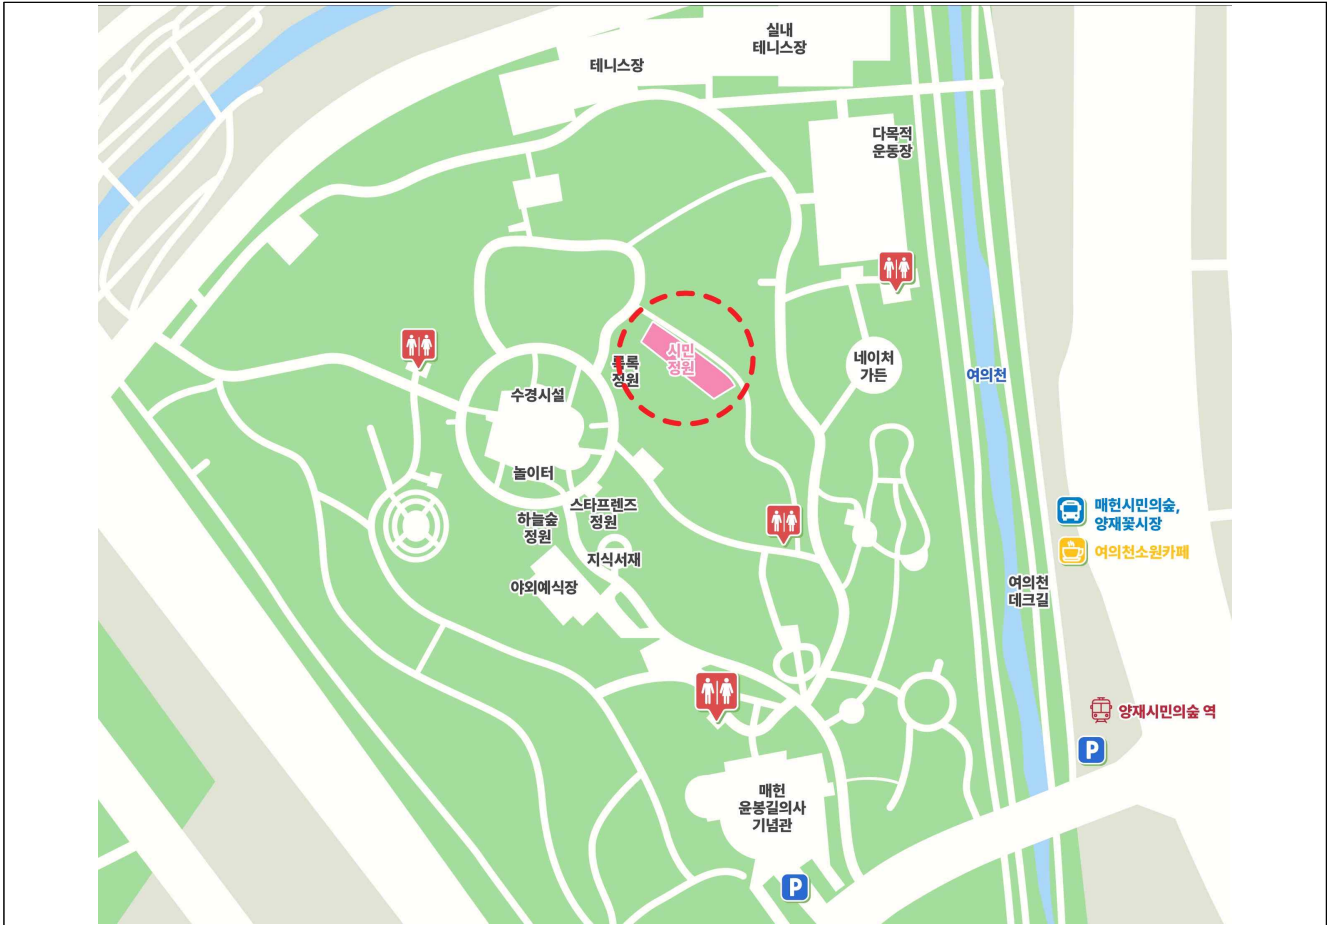 실내
테니스장
테니스장
다목적
운동장
시민
정원
록록
정원
네이처
가든
여의천
수경시설
놀이터
스타프렌즈
정원
하늘숲
정원
지식서재
야외예식장
매헌시민의숲,
양재꽃시장
여의천소원카페
여의천
데크길
양재시민의숲 역
P
매헌
윤봉길의사
기념관
P